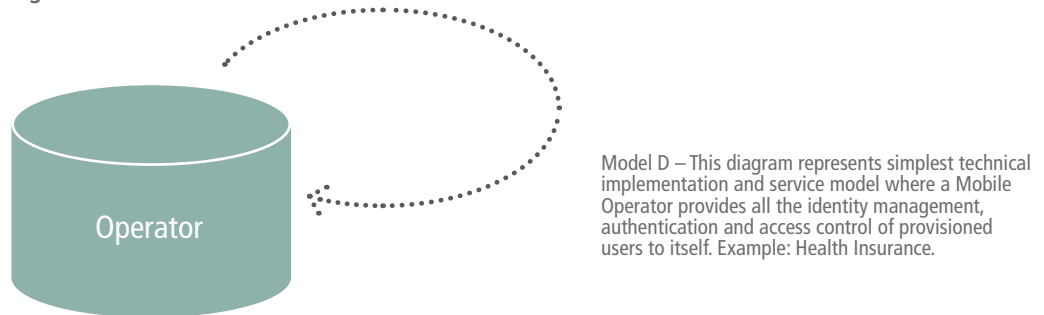 Operator
Model D – This diagram represents simplest technical
implementation and service model where a Mobile
Operator provides all the identity management,
authentication and access control of provisioned
users to itself. Example: Health Insurance.